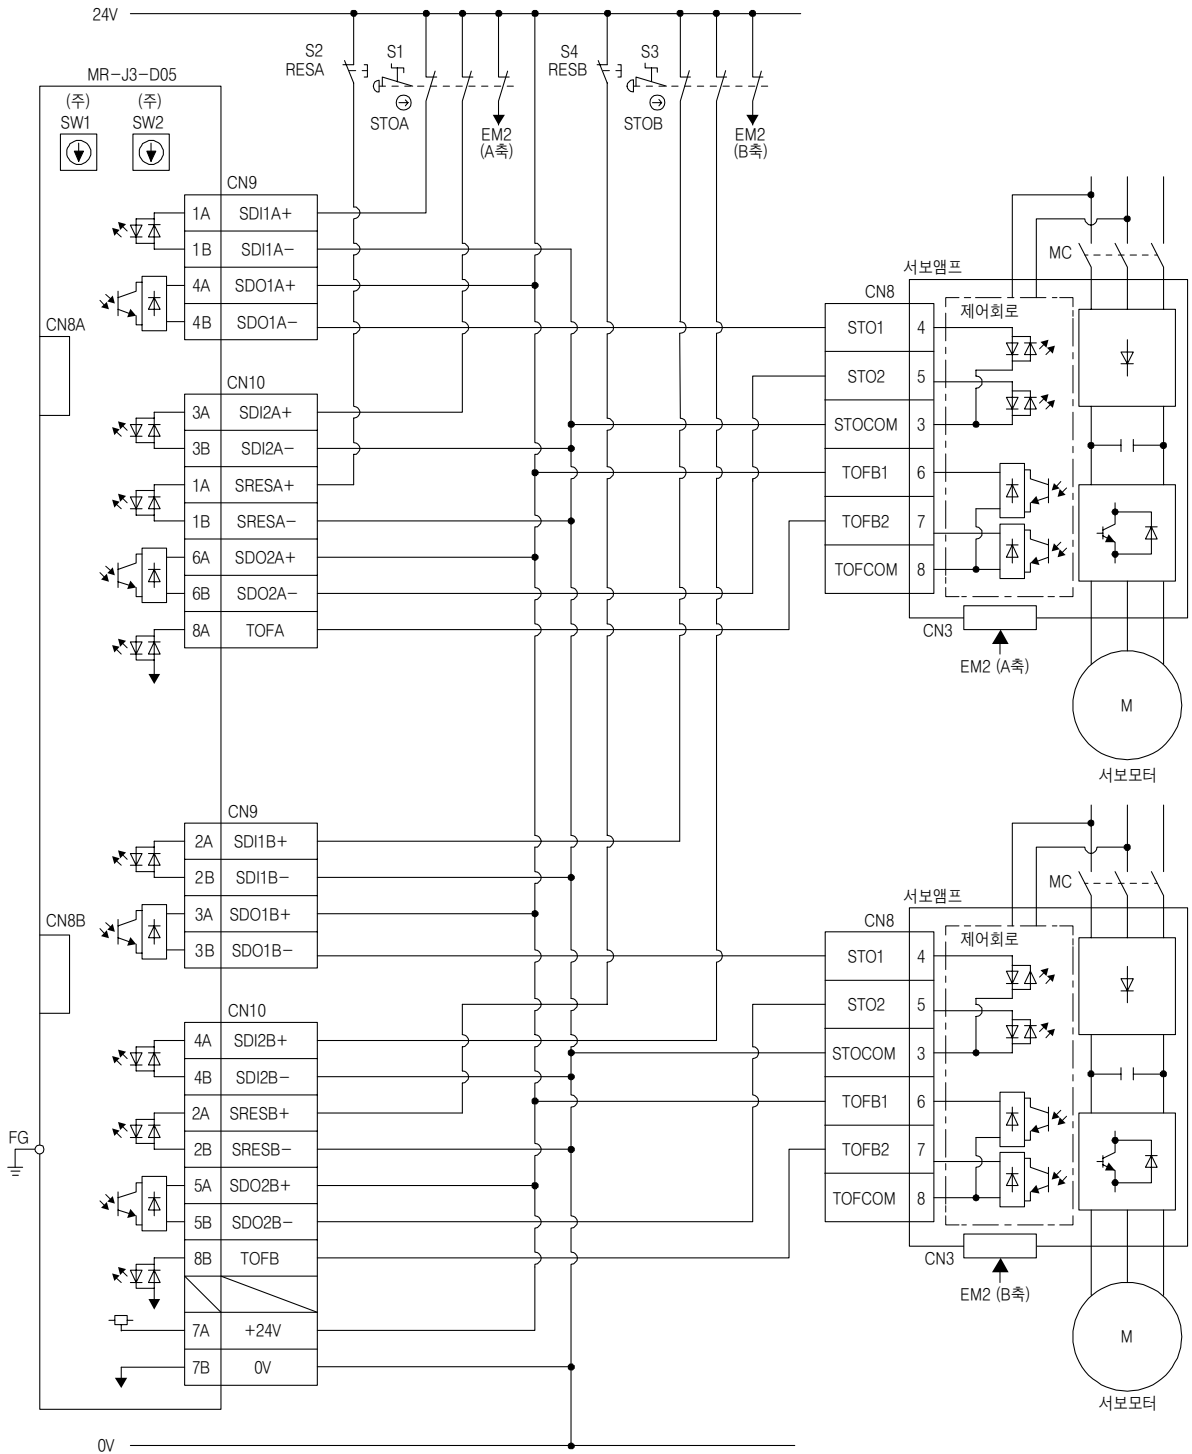 24V
S2
RESA
S1
STOA
EM2
(A축)
S4
RESB
S3
STOB
EM2
(B축)
MR-J3-D05
(주)
SW1
(주)
SW2
CN9
1A SDI1A+
1B SDI1A-
4A SDO1A+
4B SDO1A-
CN8A
CN10
3A SDI2A+
3B SDI2A-
1A SRESA+
1B SRESA-
6A SDO2A+
6B SDO2A-
8A TOFA
MC
서보앰프
CN8
제어회로
STO1 4
STO2 5
STOCOM 3
TOFB1 6
TOFB2 7
TOFCOM 8
CN3
EM2 (A축)
M
서보모터
CN9
2A SDI1B+
2B SDI1B-
3A SDO1B+
3B SDO1B-
CN8B
CN10
4A SDI2B+
4B SDI2B-
2A SRESB+
2B SRESB-
5A SDO2B+
5B SDO2B-
8B TOFB
7A +24V
7B 0V
FG
MC
서보앰프
CN8
제어회로
STO1 4
STO2 5
STOCOM 3
TOFB1 6
TOFB2 7
TOFCOM 8
CN3
EM2 (B축)
M
서보모터
0V